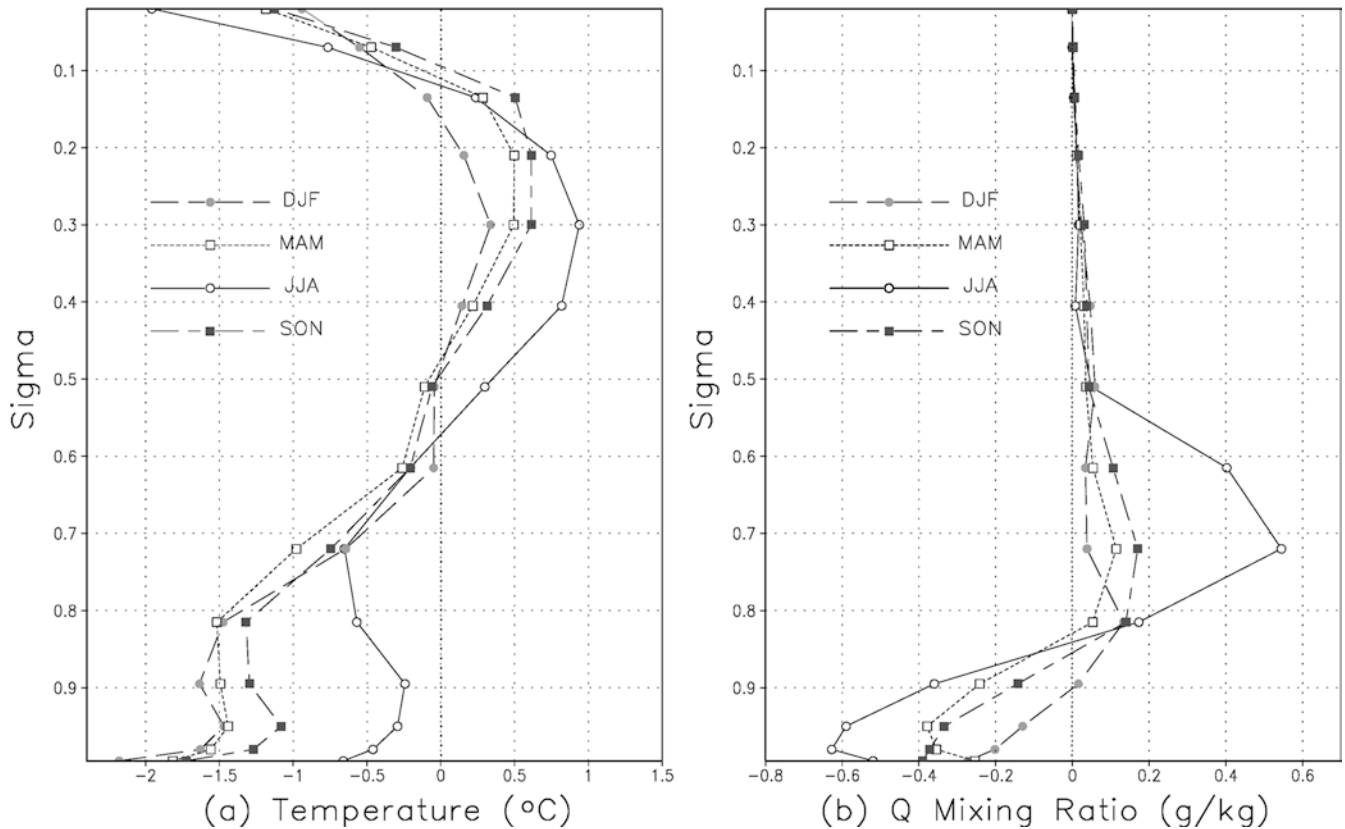 0.1
0.2
0.3
0.4
0.5
0.6
0.7
0.8
0.9
Sigma
DJF
MAM
JJA
SON
−2 −1.5 −1 −0.5 0 0.5 1 1.5
(a) Temperature (°C)
0.1
0.2
0.3
0.4
0.5
0.6
0.7
0.8
0.9
Sigma
DJF
MAM
JJA
SON
−0.8 −0.6 −0.4 −0.2 0 0.2 0.4 0.6
(b) Q Mixing Ratio (g/kg)